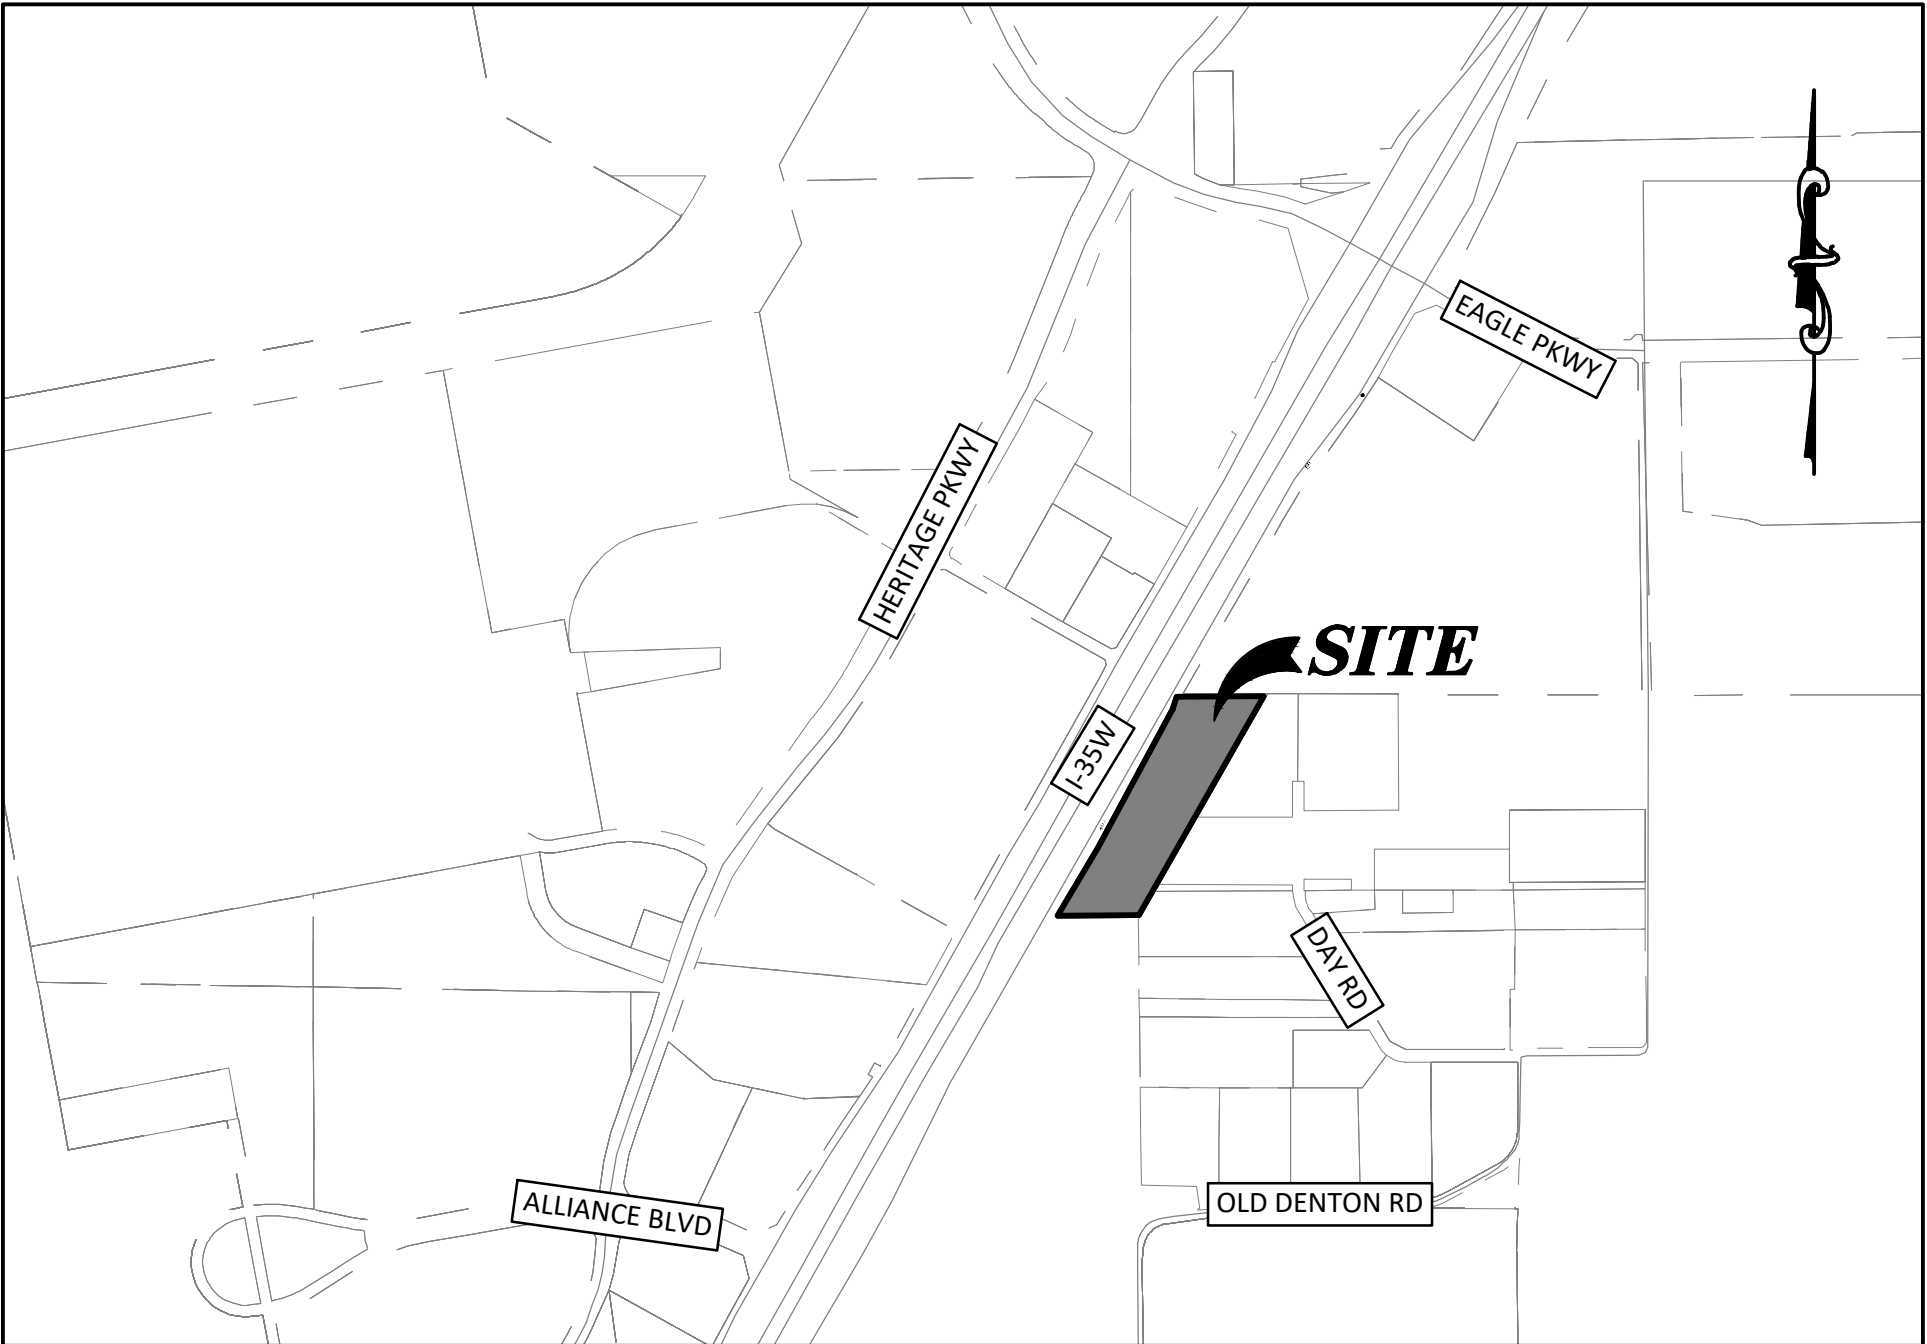 EAGLE PKWY
HERITAGE PKWY
SITE
I-35W
DAY RD
ALLIANCE BLVD
OLD DENTON RD